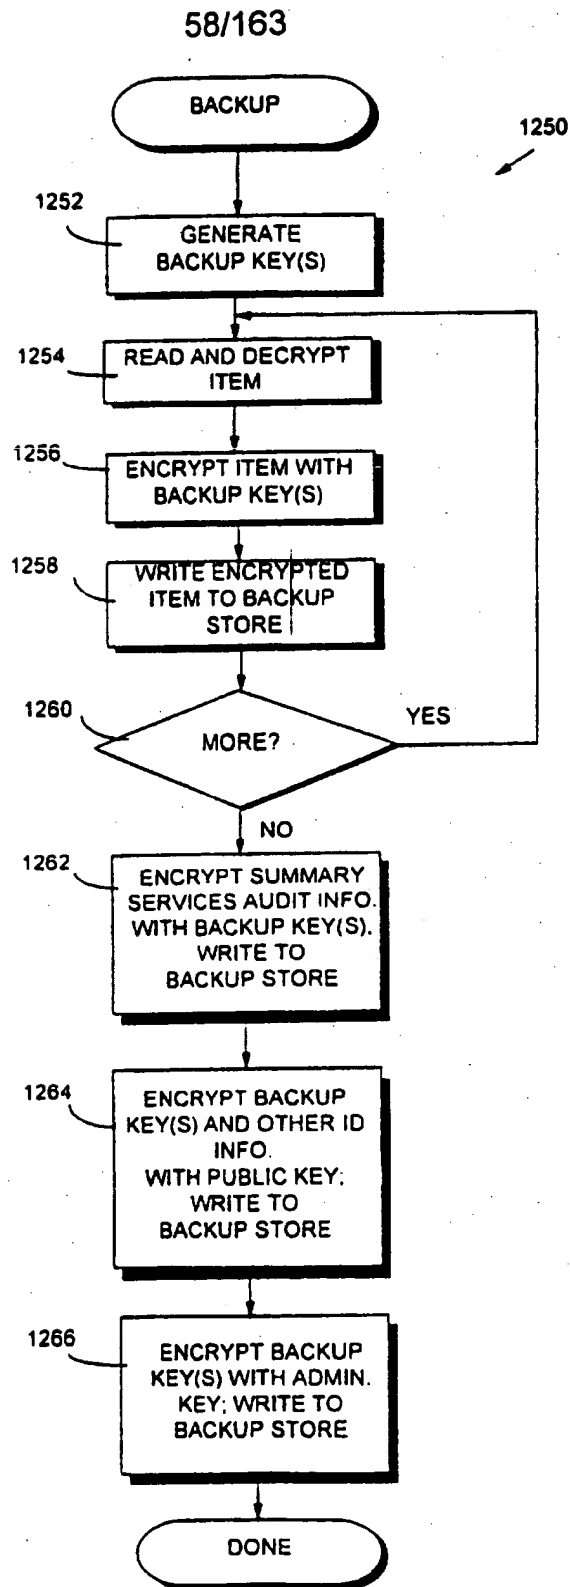 58/163
BACKUP
1250
1252
GENERATE
BACKUP KEY(S)
1254
READ AND DECRYPT
ITEM
1256
ENCRYPT ITEM WITH
BACKUP KEY(S)
1258
WRITE ENCRYPTED
ITEM TO BACKUP
STORE
1260
MORE?
YES
NO
1262
ENCRYPT SUMMARY
SERVICES AUDIT INFO.
WITH BACKUP KEY(S).
WRITE TO
BACKUP STORE
1264
ENCRYPT BACKUP
KEY(S) AND OTHER ID
INFO.
WITH PUBLIC KEY;
WRITE TO
BACKUP STORE
1266
ENCRYPT BACKUP
KEY(S) WITH ADMIN.
KEY; WRITE TO
BACKUP STORE
DONE